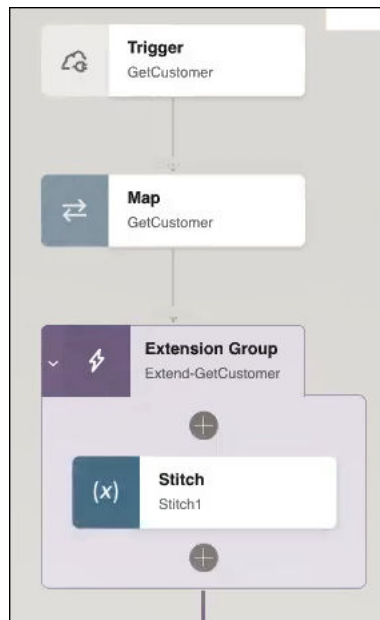 Trigger
GetCustomer
Map
GetCustomer
Extension Group
Extend-GetCustomer
(x)
Stitch
Stitch1